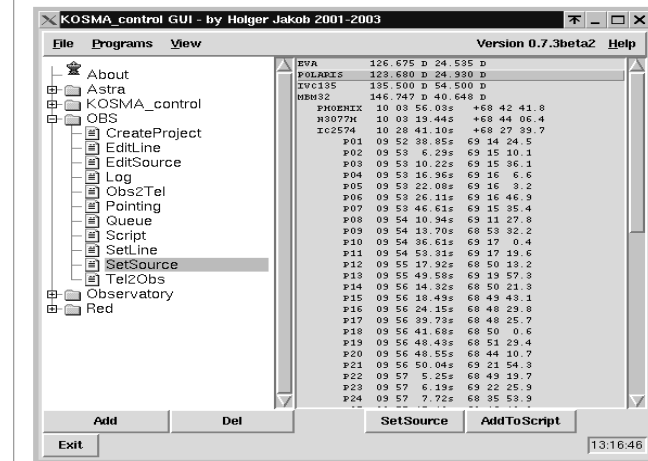 KOSMA_control GUI - by Holger Jakob 2001-2003
File Programs View Version 0.7.3beta2 Help
About
Astra
KOSMA_control
OBS
CreateProject
EditLine
EditSource
Log
Obs2Tel
Pointing
Queue
Script
SetLine
SetSource
Tel2Obs
Observatory
Red
EVA 126.675 D 24.535 D
POLARIS 123.680 D 24.930 D
IVC135 135.500 D 54.500 D
MBM32 146.747 D 40.648 D
PHOENIX 10 03 56.03s +68 42 41.8
N3077M 10 03 19.44s +68 44 06.4
IC2574 10 28 41.10s +68 27 39.7
P01 09 52 38.85s 69 14 24.5
P02 09 53 6.29s 69 15 10.1
P03 09 53 10.22s 69 15 36.1
P04 09 53 16.96s 69 16 6.6
P05 09 53 22.08s 69 16 3.2
P06 09 53 26.11s 69 16 46.9
P07 09 53 46.61s 69 15 35.4
P08 09 54 10.94s 69 11 27.8
P09 09 54 13.70s 68 53 32.2
P10 09 54 36.61s 69 17 0.4
P11 09 54 53.31s 69 17 19.6
P12 09 55 17.92s 68 50 13.2
P13 09 55 49.58s 69 19 57.3
P14 09 56 14.32s 68 50 21.3
P15 09 56 18.49s 68 49 43.1
P16 09 56 24.15s 68 48 29.8
P17 09 56 39.73s 68 48 25.7
P18 09 56 41.68s 68 50 0.6
P19 09 56 48.43s 68 51 29.4
P20 09 56 48.55s 68 44 10.7
P21 09 56 50.04s 69 21 54.3
P22 09 57 5.25s 68 49 19.7
P23 09 57 6.19s 69 22 25.9
P24 09 57 7.72s 68 35 53.9
Add Del SetSource AddToScript
Exit 13:16:46